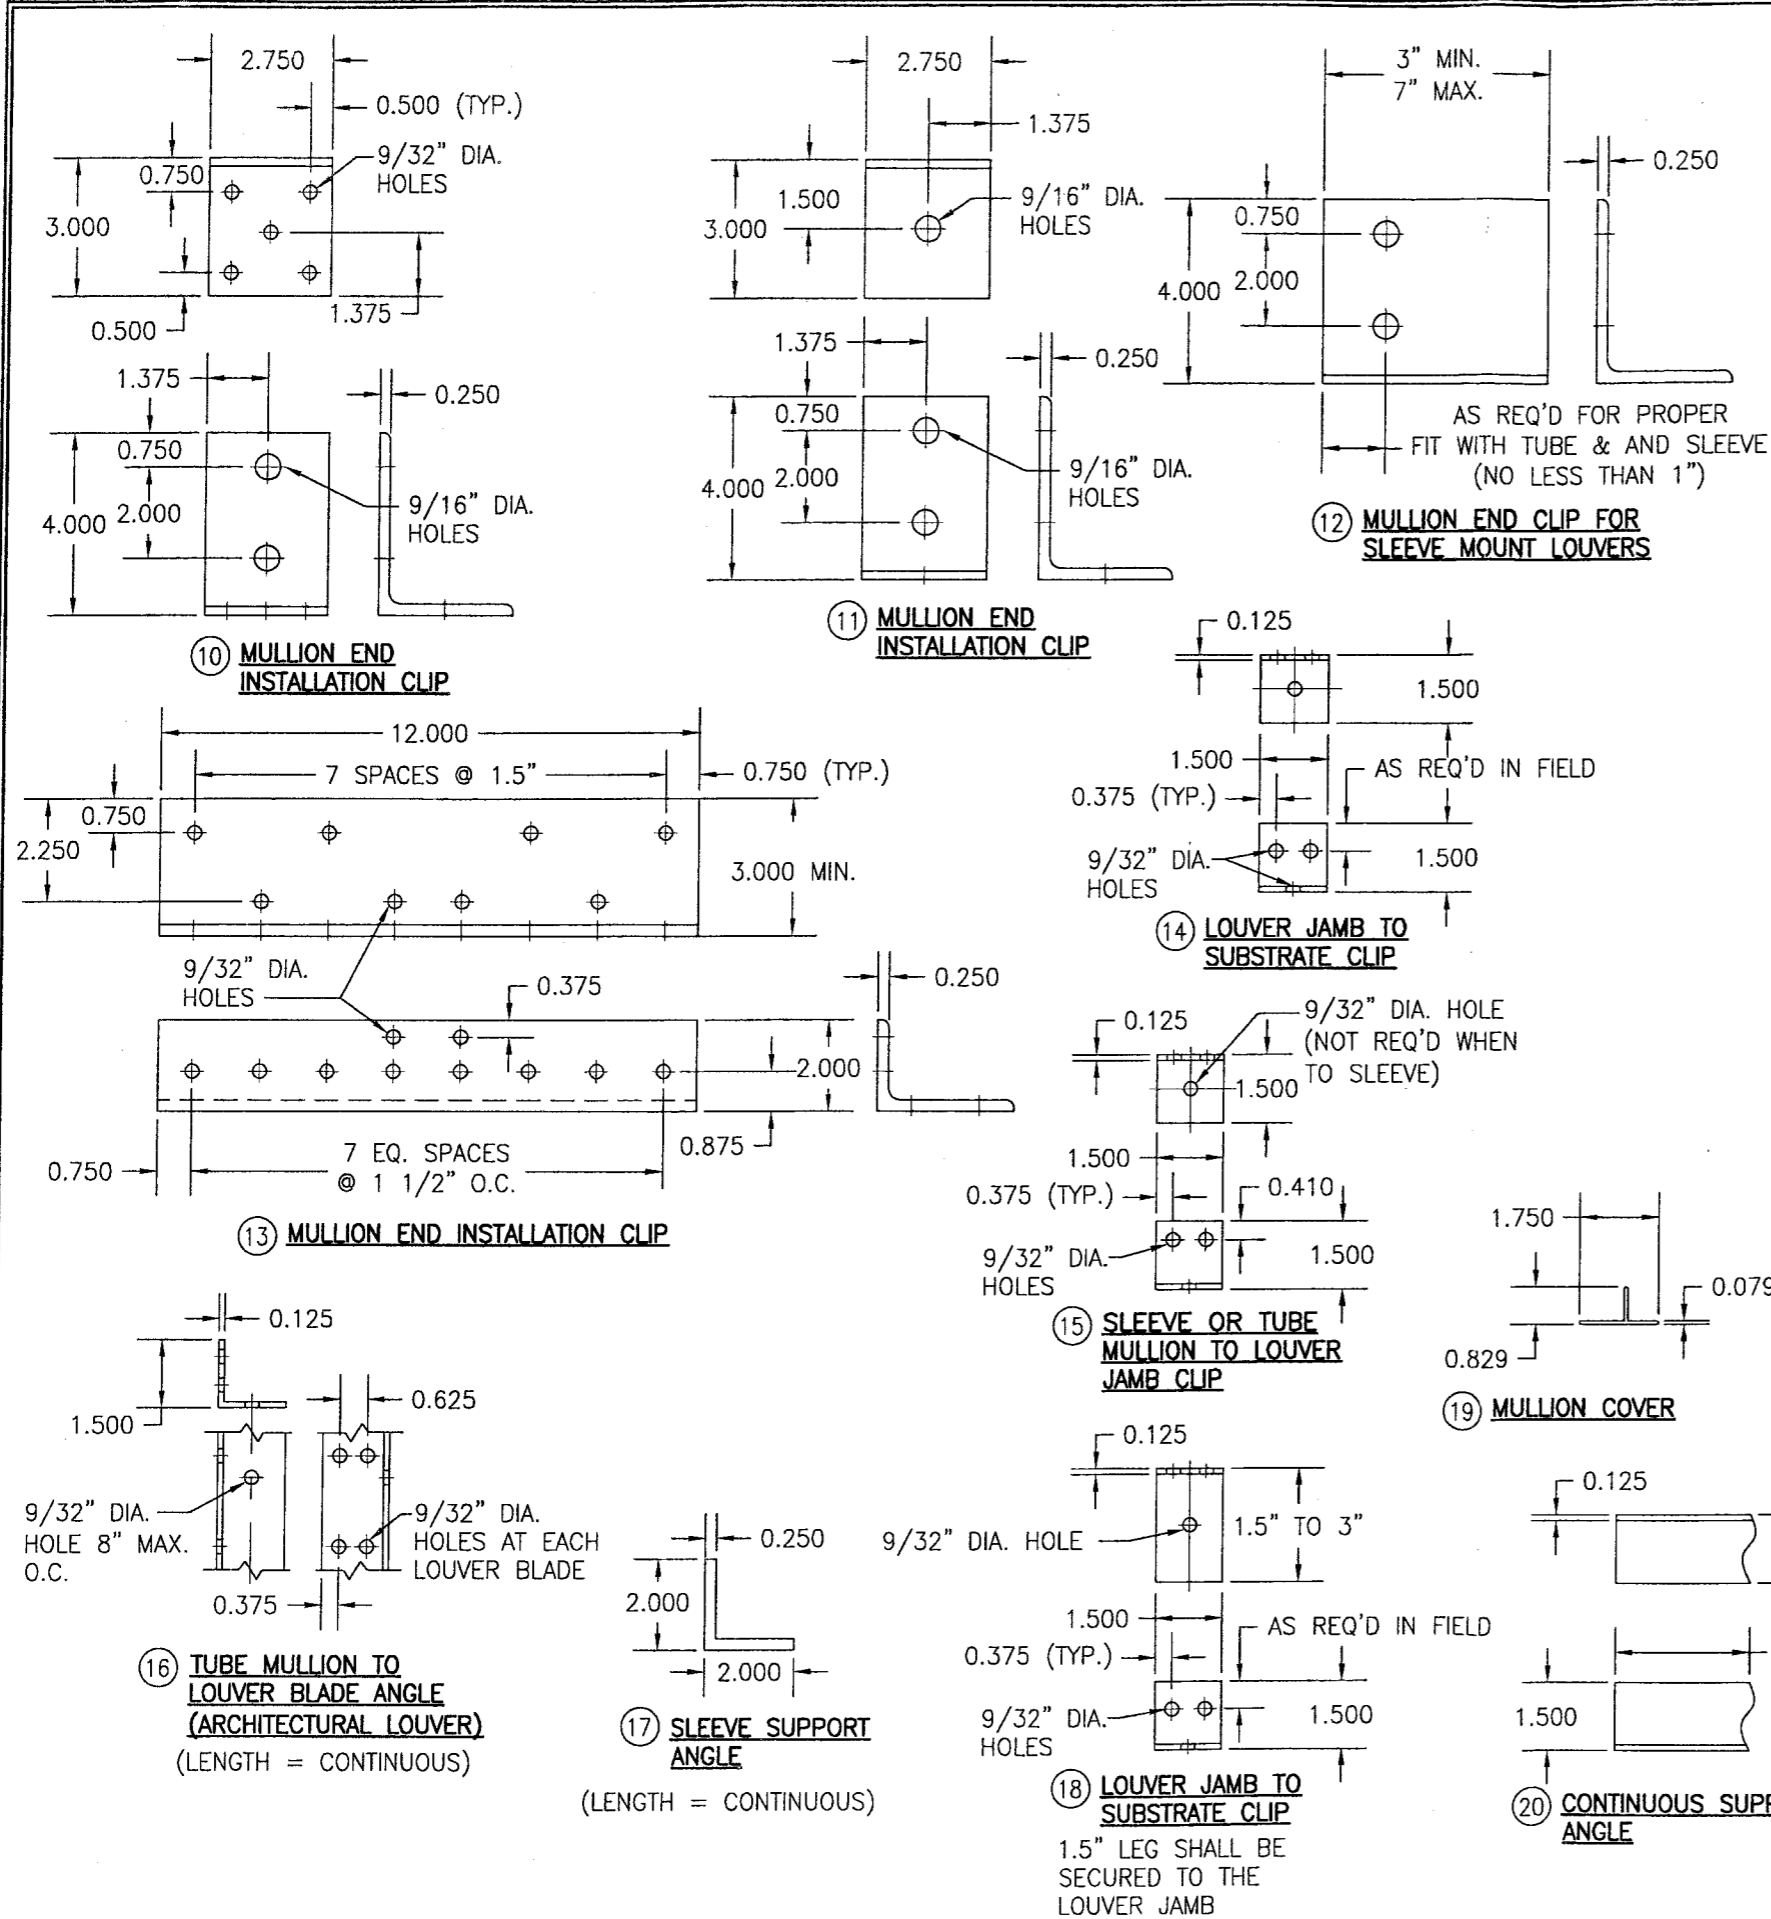 2.750
0.500 (TYP.)
9/32" DIA.
HOLES
0.750
3.000
0.500
1.375
1.375
0.250
0.750
4.000
2.000
9/16" DIA.
HOLES
10 MULLION END
INSTALLATION CLIP
2.750
1.375
1.500
3.000
9/16" DIA.
HOLES
1.375
0.250
0.750
4.000
2.000
9/16" DIA.
HOLES
11 MULLION END
INSTALLATION CLIP
3" MIN.
7" MAX.
0.250
0.750
4.000
2.000
AS REQ'D FOR PROPER
FIT WITH TUBE & AND SLEEVE
(NO LESS THAN 1")
12 MULLION END CLIP FOR
SLEEVE MOUNT LOUVERS
12.000
7 SPACES @ 1.5"
0.750 (TYP.)
0.750
2.250
3.000 MIN.
9/32" DIA.
HOLES
0.375
0.250
2.000
0.875
0.750
7 EQ. SPACES
@ 1 1/2" O.C.
13 MULLION END INSTALLATION CLIP
0.125
1.500
1.500
AS REQ'D IN FIELD
0.375 (TYP.)
9/32" DIA.
HOLES
1.500
14 LOUVER JAMB TO
SUBSTRATE CLIP
0.125
9/32" DIA. HOLE
(NOT REQ'D WHEN
TO SLEEVE)
1.500
1.500
0.375 (TYP.)
0.410
9/32" DIA.
HOLES
1.500
15 SLEEVE OR TUBE
MULLION TO LOUVER
JAMB CLIP
0.125
1.500
0.625
9/32" DIA.
HOLE 8" MAX.
O.C.
9/32" DIA.
HOLES AT EACH
LOUVER BLADE
0.375
16 TUBE MULLION TO
LOUVER BLADE ANGLE
(ARCHITECTURAL LOUVER)
(LENGTH = CONTINUOUS)
0.250
2.000
2.000
17 SLEEVE SUPPORT
ANGLE
(LENGTH = CONTINUOUS)
0.125
9/32" DIA. HOLE
1.5" TO 3"
1.500
AS REQ'D IN FIELD
0.375 (TYP.)
9/32" DIA.
HOLES
1.500
18 LOUVER JAMB TO
SUBSTRATE CLIP
1.5" LEG SHALL BE
SECURED TO THE
LOUVER JAMB
1.750
0.079
0.829
19 MULLION COVER
0.125
1.500
20 CONTINUOUS SUPP
ANGLE